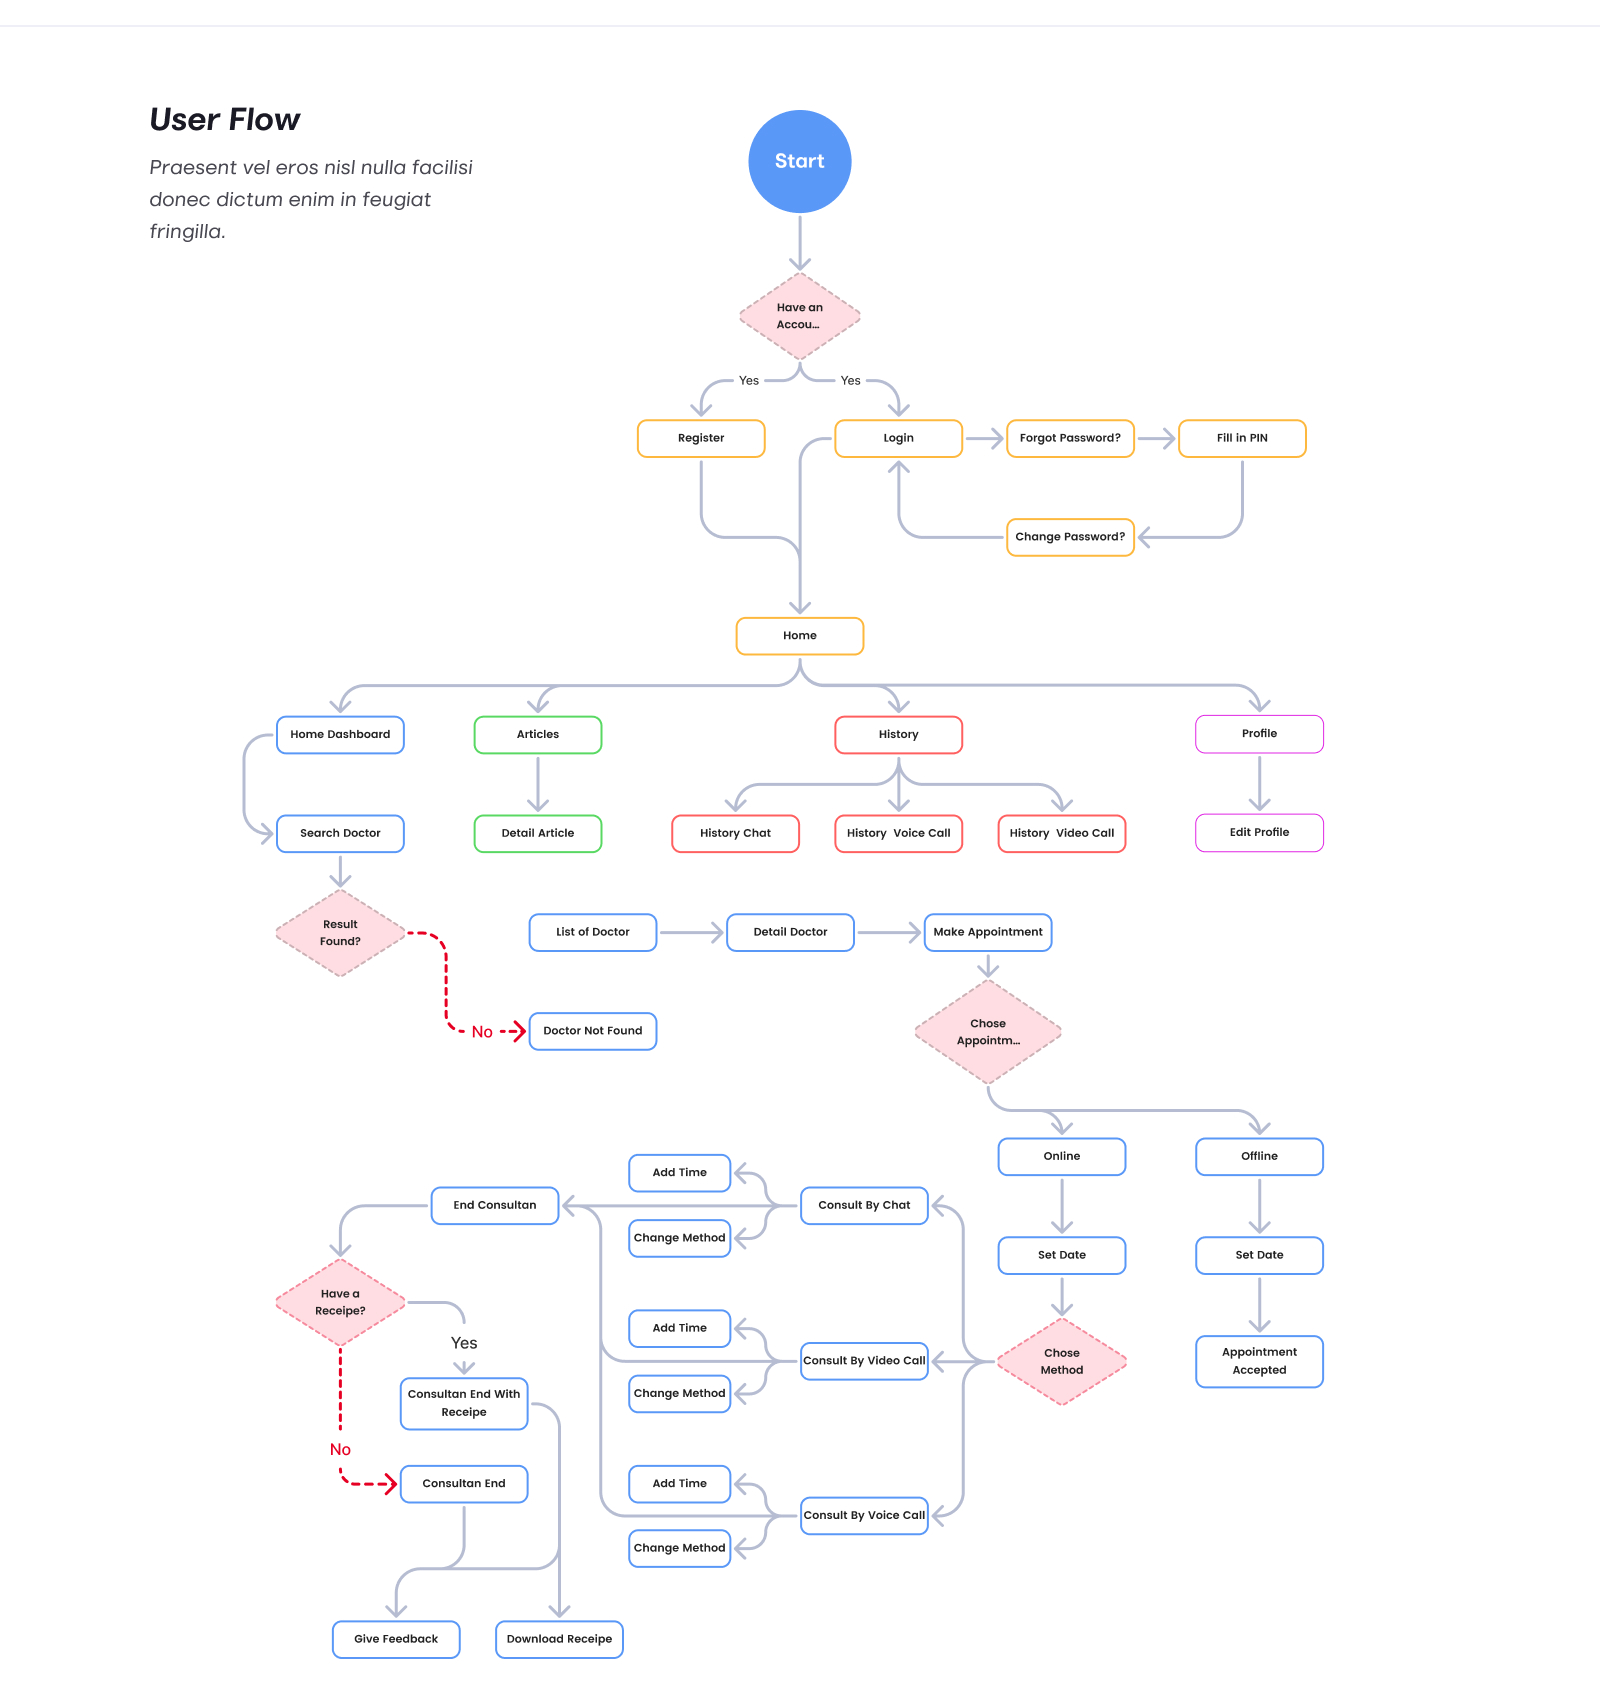 User Flow
Praesent vel eros nisl nulla facilisi
donec dictum enim in feugiat
fringilla.
Start
Have an
Accou...
Yes
Yes
Register
Login
Forgot Password?
Fill in PIN
Change Password?
Home
Home Dashboard
Articles
History
Profile
Search Doctor
Detail Article
History Chat
History  Voice Call
History  Video Call
Edit Profile
Result
Found?
List of Doctor
Detail Doctor
Make Appointment
No
Doctor Not Found
Chose
Appointm...
Online
Offline
Add Time
End Consultan
Consult By Chat
Change Method
Set Date
Set Date
Have a
Receipe?
Yes
Add Time
Consult By Video Call
Change Method
Chose
Method
Appointment
Accepted
Consultan End With
Receipe
No
Consultan End
Add Time
Consult By Voice Call
Change Method
Give Feedback
Download Receipe